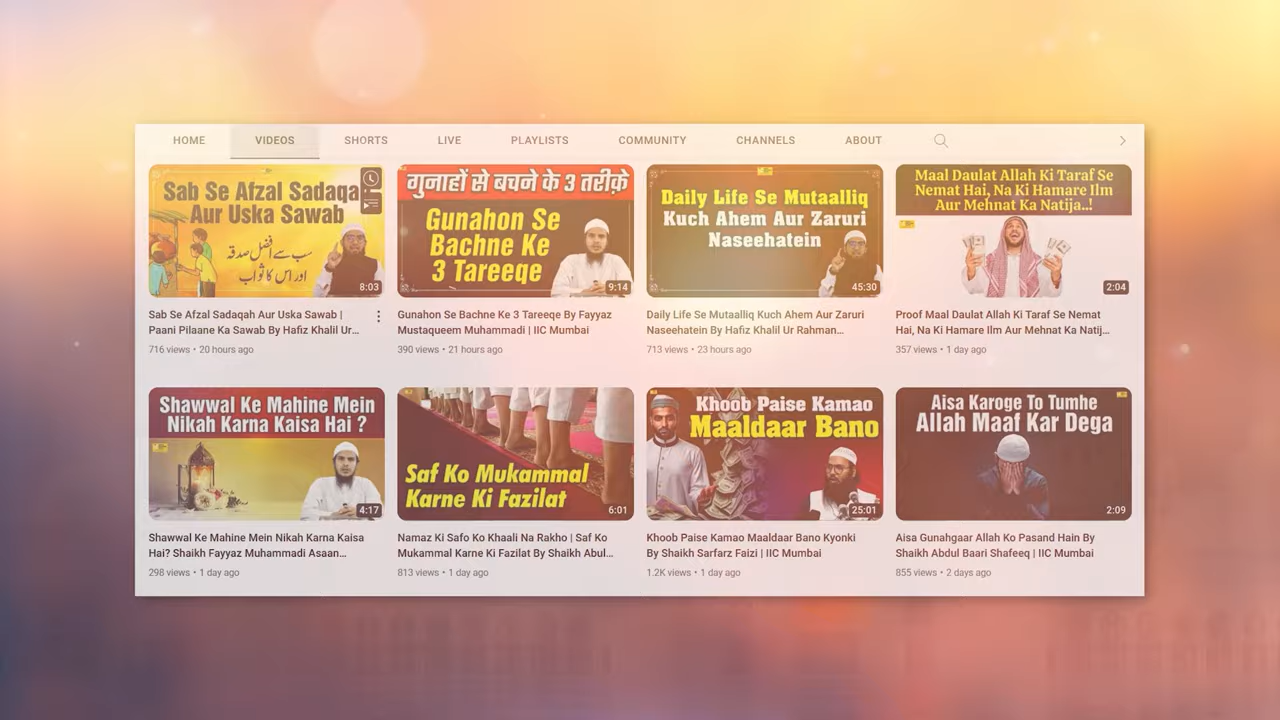 HOME
VIDEOS
SHORTS
LIVE
PLAYLISTS
COMMUNITY
CHANNELS
ABOUT
Sab Se Afzal Sadaqa
Aur Uska Sawab
سب سے افضل صدقہ
اور اس کا ثواب
8:03
Sab Se Afzal Sadaqah Aur Uska Sawab |
Paani Pilaane Ka Sawab By Hafiz Khalil Ur...
716 views • 20 hours ago
गुनाहों से बचने के 3 तरीक़े
Gunahon Se
Bachne Ke
3 Tareeqe
9:14
Gunahon Se Bachne Ke 3 Tareeqe By Fayyaz
Mustaqueem Muhammadi | IIC Mumbai
390 views • 21 hours ago
Daily Life Se Mutaalliq
Kuch Ahem Aur Zaruri
Naseehatein
45:30
Daily Life Se Mutaalliq Kuch Ahem Aur Zaruri
Naseehatein By Hafiz Khalil Ur Rahman...
713 views • 23 hours ago
Maal Daulat Allah Ki Taraf Se
Nemat Hai, Na Ki Hamare Ilm
Aur Mehnat Ka Natija..!
2:04
Proof Maal Daulat Allah Ki Taraf Se Nemat
Hai, Na Ki Hamare Ilm Aur Mehnat Ka Natij...
357 views • 1 day ago
Shawwal Ke Mahine Mein
Nikah Karna Kaisa Hai ?
4:17
Shawwal Ke Mahine Mein Nikah Karna Kaisa
Hai? Shaikh Fayyaz Muhammadi Asaan...
298 views • 1 day ago
Saf Ko Mukammal
Karne Ki Fazilat
6:01
Namaz Ki Safo Ko Khaali Na Rakho | Saf Ko
Mukammal Karne Ki Fazilat By Shaikh Abul...
813 views • 1 day ago
Khoob Paise Kamao
Maaldaar Bano
25:01
Khoob Paise Kamao Maaldaar Bano Kyonki
By Shaikh Sarfarz Faizi | IIC Mumbai
1.2K views • 1 day ago
Aisa Karoge To Tumhe
Allah Maaf Kar Dega
2:09
Aisa Gunahgaar Allah Ko Pasand Hain By
Shaikh Abdul Baari Shafeeq | IIC Mumbai
855 views • 2 days ago